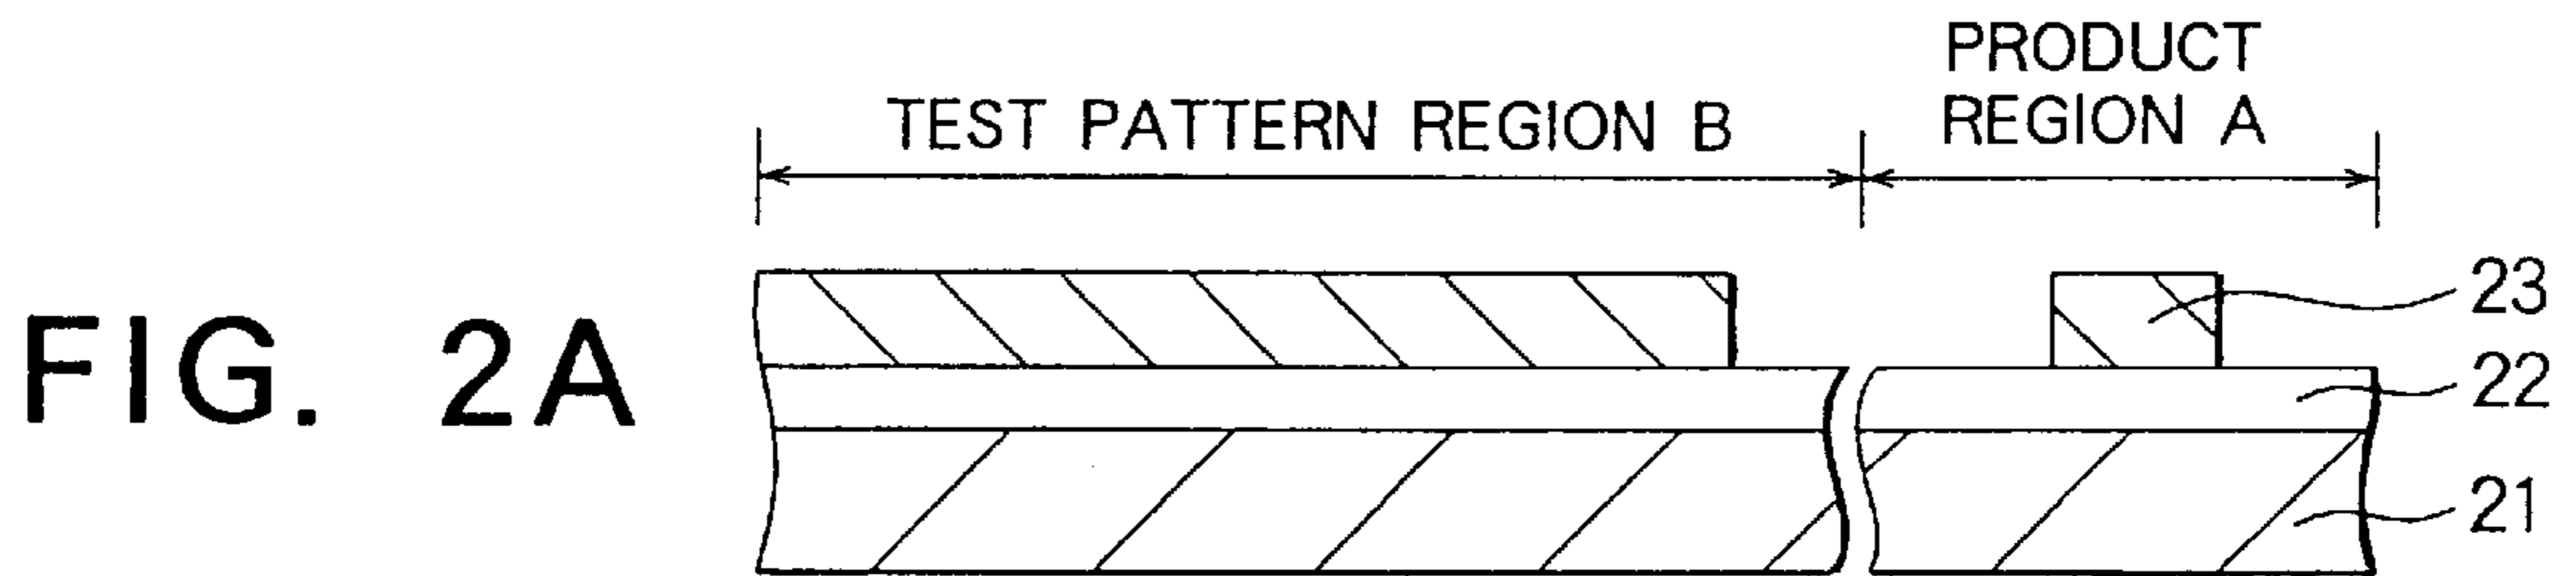 PRODUCT
TEST PATTERN REGION B REGION A
23
FIG. 2A
22
21